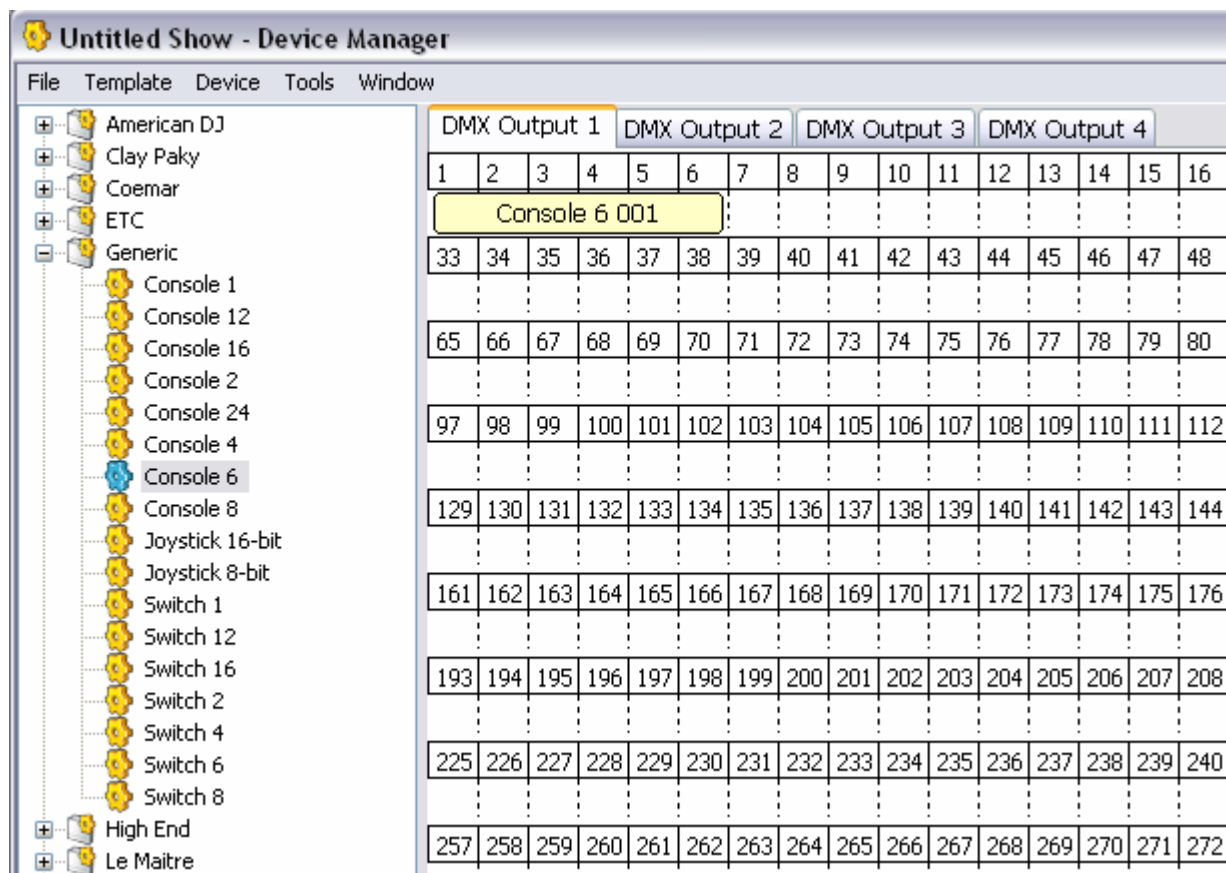 Untitled Show - Device Manager
File Template Device Tools Window
American DJ
Clay Paky
Coemar
ETC
Generic
Console 1
Console 12
Console 16
Console 2
Console 24
Console 4
Console 6
Console 8
Joystick 16-bit
Joystick 8-bit
Switch 1
Switch 12
Switch 16
Switch 2
Switch 4
Switch 6
Switch 8
High End
Le Maitre
DMX Output 1 DMX Output 2 DMX Output 3 DMX Output 4
1 2 3 4 5 6 7 8 9 10 11 12 13 14 15 16
Console 6 001
33 34 35 36 37 38 39 40 41 42 43 44 45 46 47 48
65 66 67 68 69 70 71 72 73 74 75 76 77 78 79 80
97 98 99 100 101 102 103 104 105 106 107 108 109 110 111 112
129 130 131 132 133 134 135 136 137 138 139 140 141 142 143 144
161 162 163 164 165 166 167 168 169 170 171 172 173 174 175 176
193 194 195 196 197 198 199 200 201 202 203 204 205 206 207 208
225 226 227 228 229 230 231 232 233 234 235 236 237 238 239 240
257 258 259 260 261 262 263 264 265 266 267 268 269 270 271 272